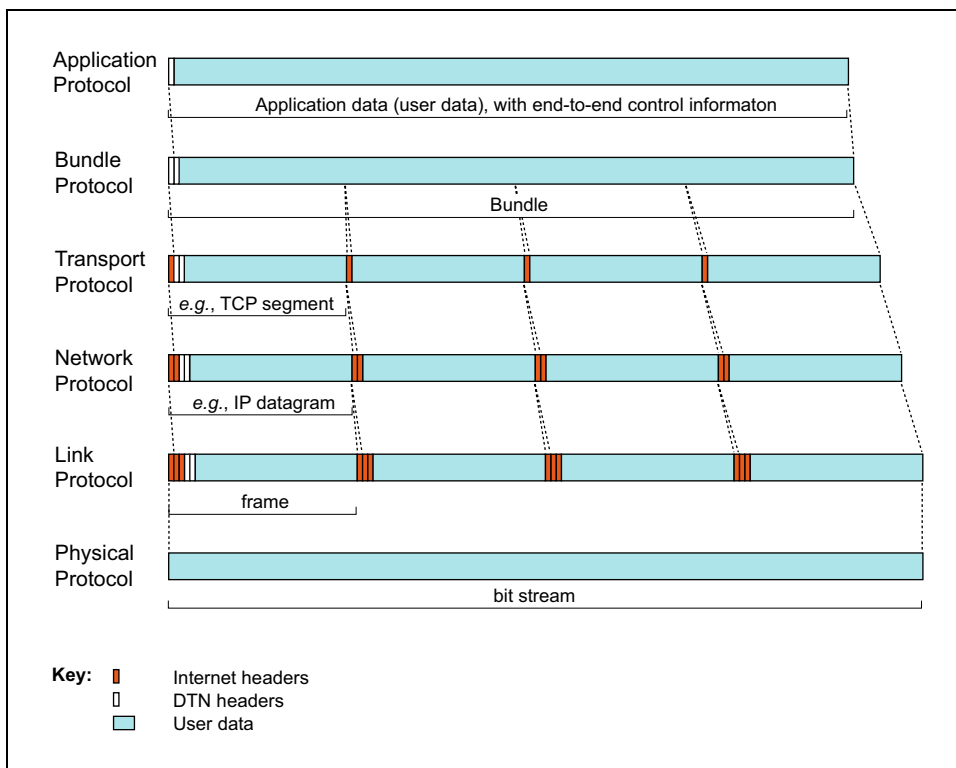 Application
Protocol
Application data (user data), with end-to-end control informaton
Bundle
Protocol
Bundle
Transport
Protocol
e.g., TCP segment
Network
Protocol
e.g., IP datagram
Link
Protocol
frame
Physical
Protocol
bit stream
Key:
Internet headers
DTN headers
User data